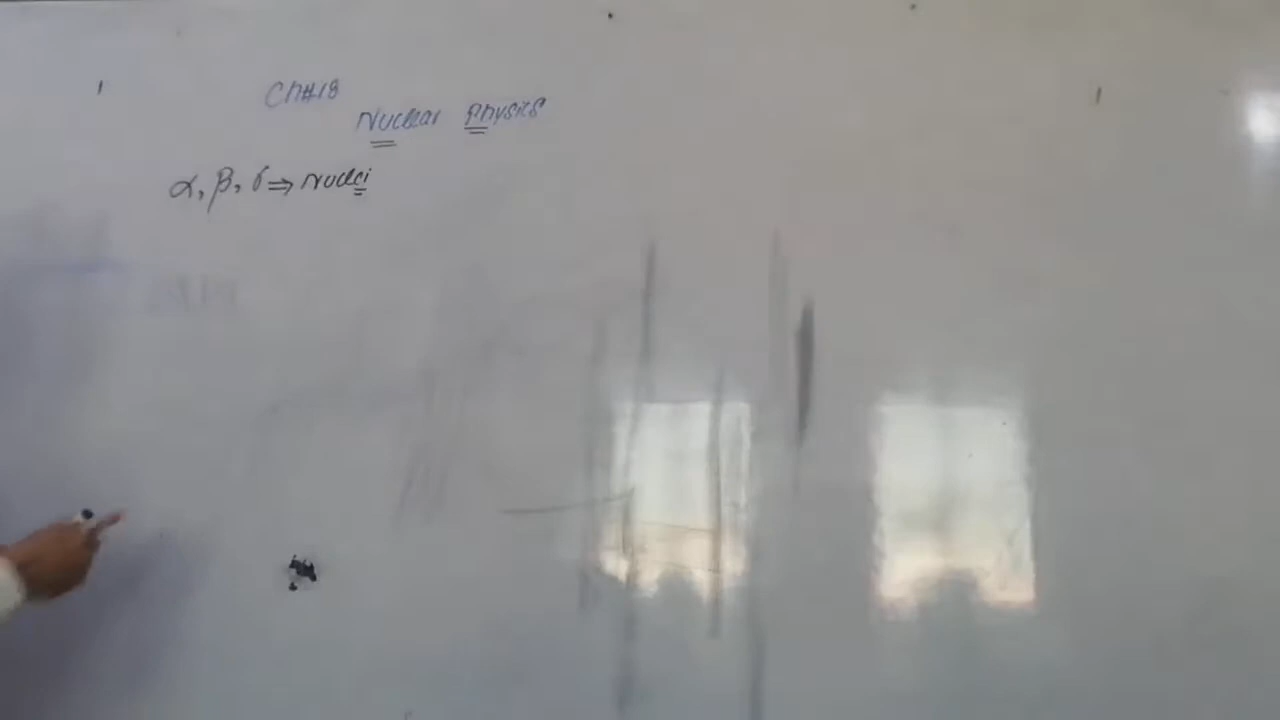 Ch#18
Nuclear Physics
α, β, γ ⇒ Nuclei